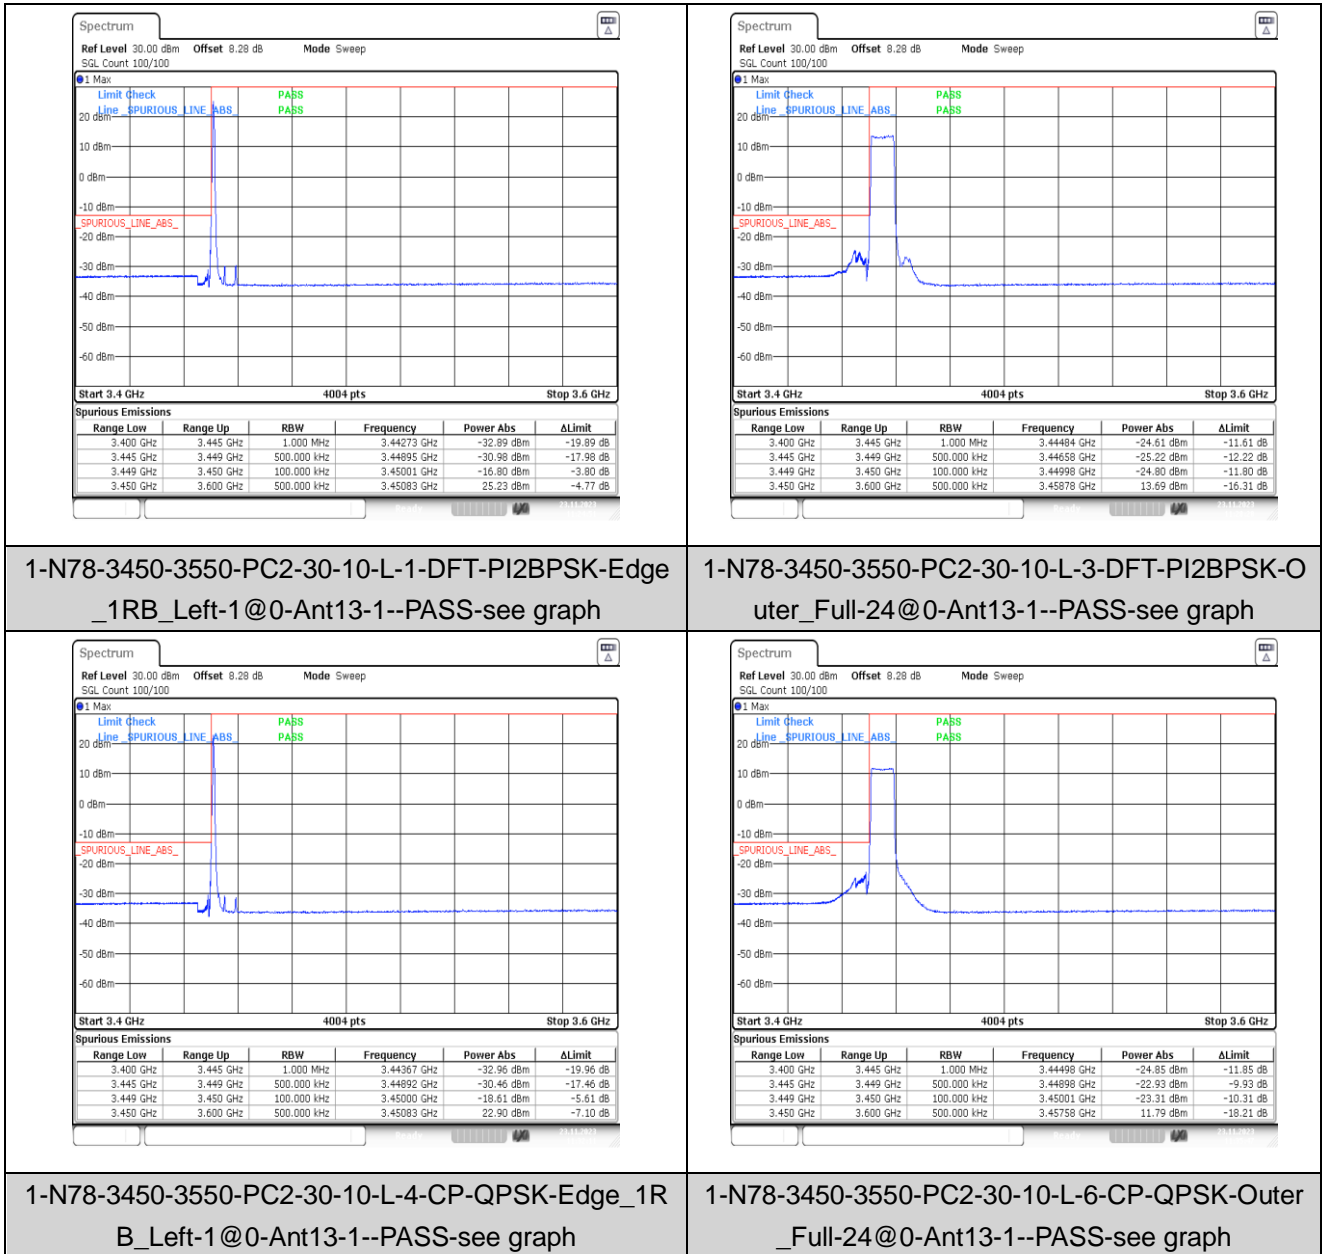 Spectrum
Ref Level 30.00 dBm Offset 8.28 dB Mode Sweep
SGL Count 100/100
1 Max
Limit Check PASS
Line _SPURIOUS_LINE_ABS_ PASS
20 dBm
10 dBm
0 dBm
-10 dBm
_SPURIOUS_LINE_ABS_
-20 dBm
-30 dBm
-40 dBm
-50 dBm
-60 dBm
Start 3.4 GHz 4004 pts Stop 3.6 GHz
Spurious Emissions
Range Low Range Up RBW Frequency Power Abs ΔLimit
3.400 GHz 3.445 GHz 1.000 MHz 3.44273 GHz -32.89 dBm -19.89 dB
3.445 GHz 3.449 GHz 500.000 kHz 3.44895 GHz -30.98 dBm -17.98 dB
3.449 GHz 3.450 GHz 100.000 kHz 3.45001 GHz -16.80 dBm -3.80 dB
3.450 GHz 3.600 GHz 500.000 kHz 3.45083 GHz 25.23 dBm -4.77 dB
Ready 23.11.2023
1-N78-3450-3550-PC2-30-10-L-1-DFT-PI2BPSK-Edge
_1RB_Left-1@0-Ant13-1--PASS-see graph
Spectrum
Ref Level 30.00 dBm Offset 8.28 dB Mode Sweep
SGL Count 100/100
1 Max
Limit Check PASS
Line _SPURIOUS_LINE_ABS_ PASS
20 dBm
10 dBm
0 dBm
-10 dBm
_SPURIOUS_LINE_ABS_
-20 dBm
-30 dBm
-40 dBm
-50 dBm
-60 dBm
Start 3.4 GHz 4004 pts Stop 3.6 GHz
Spurious Emissions
Range Low Range Up RBW Frequency Power Abs ΔLimit
3.400 GHz 3.445 GHz 1.000 MHz 3.44484 GHz -24.61 dBm -11.61 dB
3.445 GHz 3.449 GHz 500.000 kHz 3.44658 GHz -25.22 dBm -12.22 dB
3.449 GHz 3.450 GHz 100.000 kHz 3.44998 GHz -24.80 dBm -11.80 dB
3.450 GHz 3.600 GHz 500.000 kHz 3.45878 GHz 13.69 dBm -16.31 dB
Ready 23.11.2023
1-N78-3450-3550-PC2-30-10-L-3-DFT-PI2BPSK-O
uter_Full-24@0-Ant13-1--PASS-see graph
Spectrum
Ref Level 30.00 dBm Offset 8.28 dB Mode Sweep
SGL Count 100/100
1 Max
Limit Check PASS
Line _SPURIOUS_LINE_ABS_ PASS
20 dBm
10 dBm
0 dBm
-10 dBm
_SPURIOUS_LINE_ABS_
-20 dBm
-30 dBm
-40 dBm
-50 dBm
-60 dBm
Start 3.4 GHz 4004 pts Stop 3.6 GHz
Spurious Emissions
Range Low Range Up RBW Frequency Power Abs ΔLimit
3.400 GHz 3.445 GHz 1.000 MHz 3.44367 GHz -32.96 dBm -19.96 dB
3.445 GHz 3.449 GHz 500.000 kHz 3.44892 GHz -30.46 dBm -17.46 dB
3.449 GHz 3.450 GHz 100.000 kHz 3.45000 GHz -18.61 dBm -5.61 dB
3.450 GHz 3.600 GHz 500.000 kHz 3.45083 GHz 22.90 dBm -7.10 dB
Ready 23.11.2023
1-N78-3450-3550-PC2-30-10-L-4-CP-QPSK-Edge_1R
B_Left-1@0-Ant13-1--PASS-see graph
Spectrum
Ref Level 30.00 dBm Offset 8.28 dB Mode Sweep
SGL Count 100/100
1 Max
Limit Check PASS
Line _SPURIOUS_LINE_ABS_ PASS
20 dBm
10 dBm
0 dBm
-10 dBm
_SPURIOUS_LINE_ABS_
-20 dBm
-30 dBm
-40 dBm
-50 dBm
-60 dBm
Start 3.4 GHz 4004 pts Stop 3.6 GHz
Spurious Emissions
Range Low Range Up RBW Frequency Power Abs ΔLimit
3.400 GHz 3.445 GHz 1.000 MHz 3.44498 GHz -24.85 dBm -11.85 dB
3.445 GHz 3.449 GHz 500.000 kHz 3.44898 GHz -22.93 dBm -9.93 dB
3.449 GHz 3.450 GHz 100.000 kHz 3.45001 GHz -23.31 dBm -10.31 dB
3.450 GHz 3.600 GHz 500.000 kHz 3.45758 GHz 11.79 dBm -18.21 dB
Ready 23.11.2023
1-N78-3450-3550-PC2-30-10-L-6-CP-QPSK-Outer
_Full-24@0-Ant13-1--PASS-see graph